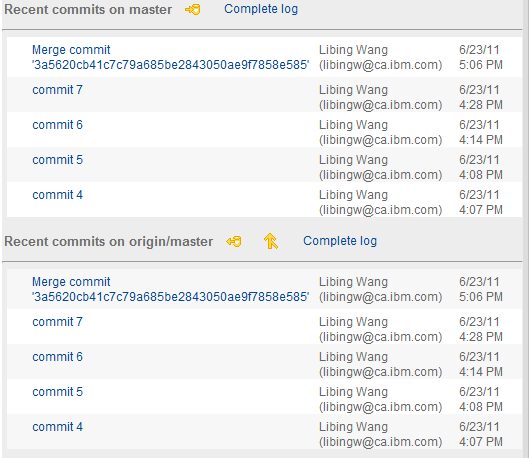 Recent commits on master Complete log
Merge commit Libing Wang 6/23/11
'3a5620cb41c7c79a685be2843050ae9f7858e585' (libingw@ca.ibm.com) 5:06 PM
commit 7 Libing Wang 6/23/11
(libingw@ca.ibm.com) 4:28 PM
commit 6 Libing Wang 6/23/11
(libingw@ca.ibm.com) 4:14 PM
commit 5 Libing Wang 6/23/11
(libingw@ca.ibm.com) 4:08 PM
commit 4 Libing Wang 6/23/11
(libingw@ca.ibm.com) 4:07 PM
Recent commits on origin/master Complete log
Merge commit Libing Wang 6/23/11
'3a5620cb41c7c79a685be2843050ae9f7858e585' (libingw@ca.ibm.com) 5:06 PM
commit 7 Libing Wang 6/23/11
(libingw@ca.ibm.com) 4:28 PM
commit 6 Libing Wang 6/23/11
(libingw@ca.ibm.com) 4:14 PM
commit 5 Libing Wang 6/23/11
(libingw@ca.ibm.com) 4:08 PM
commit 4 Libing Wang 6/23/11
(libingw@ca.ibm.com) 4:07 PM